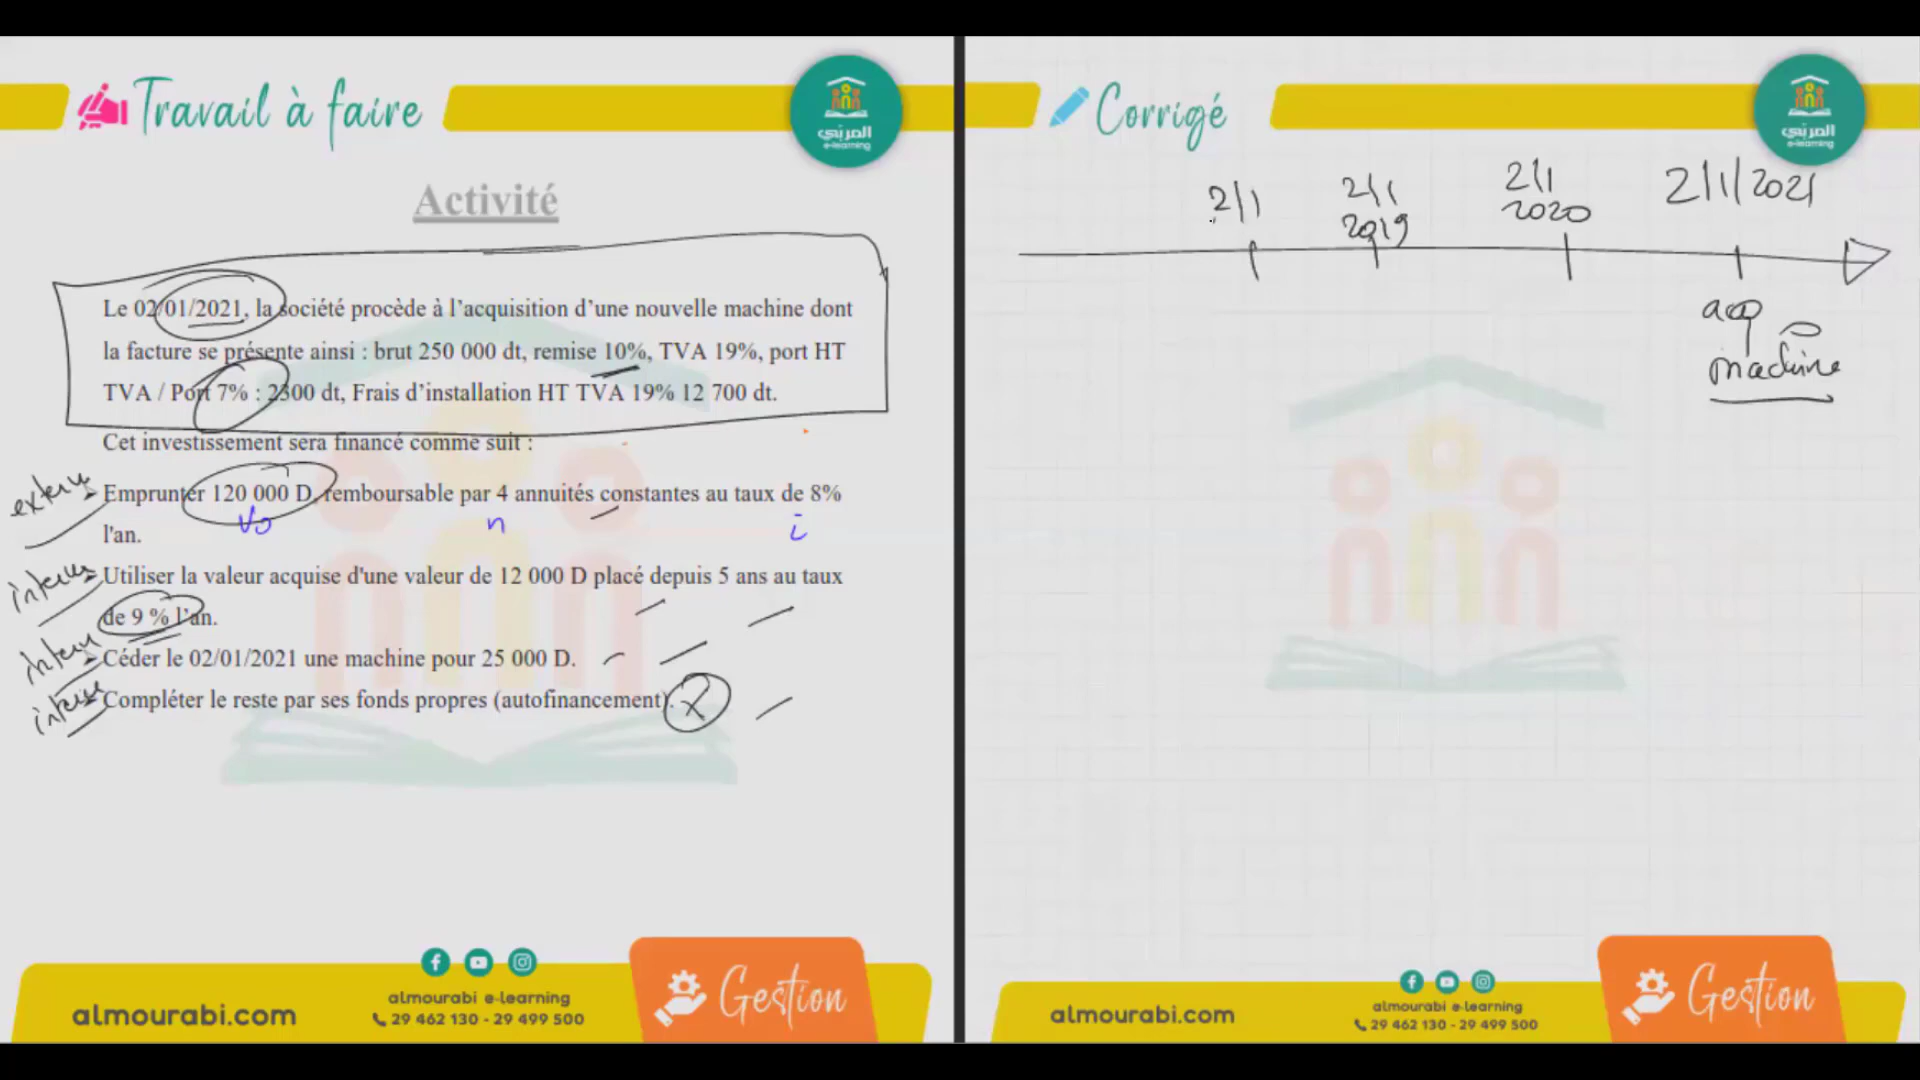 Travail à faire
المربّي
e-learning
Activité
Le 02/01/2021, la société procède à l’acquisition d’une nouvelle machine dont
la facture se présente ainsi : brut 250 000 dt, remise 10%, TVA 19%, port HT
TVA / Port 7% : 2300 dt, Frais d’installation HT TVA 19% 12 700 dt.
Cet investissement sera financé comme suit :
externe
➤ Emprunter 120 000 D, remboursable par 4 annuités constantes au taux de 8%
V0 n i
l'an.
interne
➤ Utiliser la valeur acquise d'une valeur de 12 000 D placé depuis 5 ans au taux
de 9 % l’an.
interne
➤ Céder le 02/01/2021 une machine pour 25 000 D.
interne
➤ Compléter le reste par ses fonds propres (autofinancement). x
almourabi.com
almourabi e-learning
29 462 130 - 29 499 500
Gestion
Corrigé
المربّي
e-learning
2/1 2/1 2019 2/1 2020 2/1/2021
acq
machine
almourabi.com
almourabi e-learning
29 462 130 - 29 499 500
Gestion